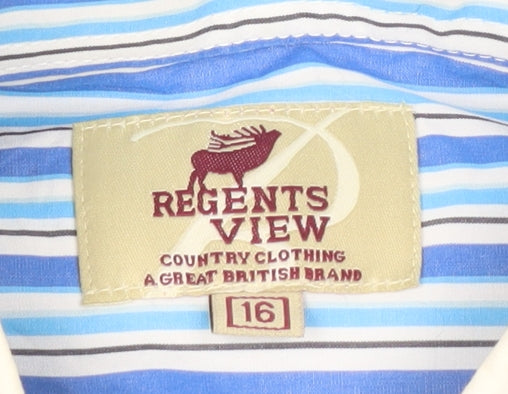 R
REGENTS
VIEW
COUNTRY CLOTHING
A GREAT BRITISH BRAND
16